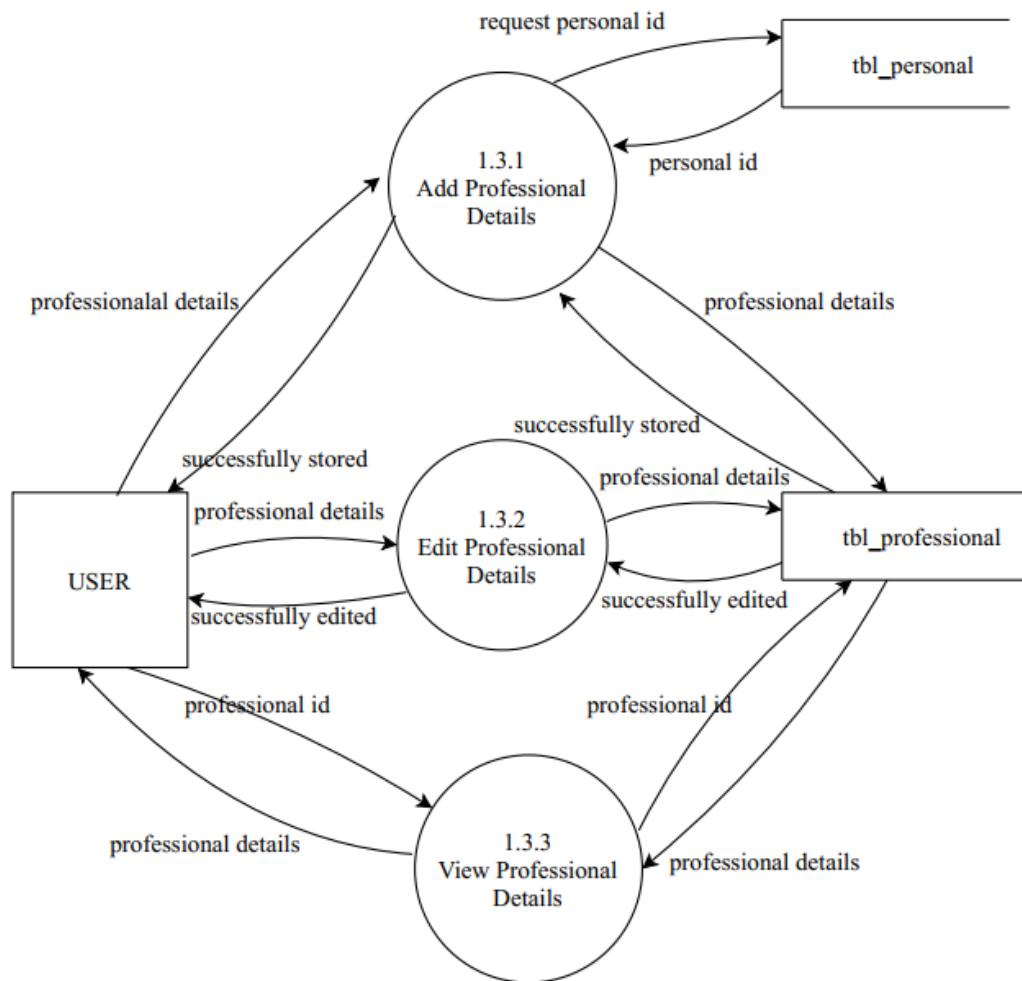 request personal id
tbl_personal
1.3.1
Add Professional
Details
personal id
professionalal details
professional details
successfully stored
successfully stored
professional details
professional details
1.3.2
Edit Professional
Details
tbl_professional
USER
successfully edited
successfully edited
professional id
professional id
professional details
1.3.3
View Professional
Details
professional details